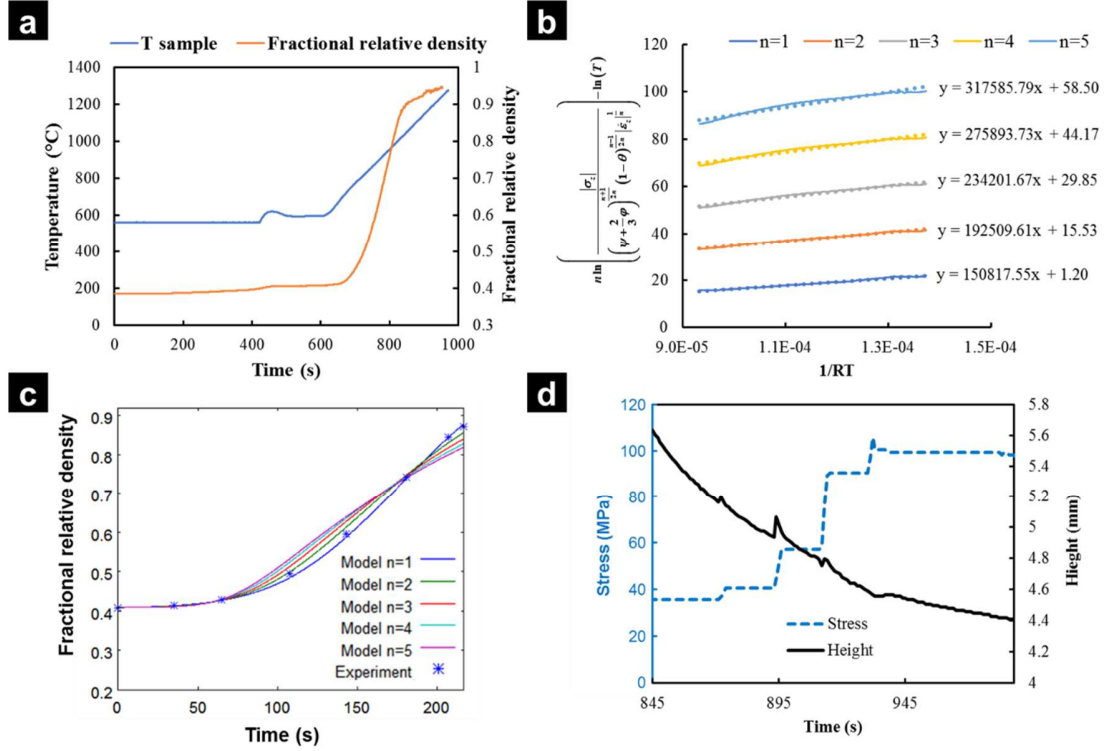 a
T sample
Fractional relative density
1400
1200
1000
800
600
400
200
0
1
0.9
0.8
0.7
0.6
0.5
0.4
0.3
0
200
400
600
800
1000
Temperature (°C)
Fractional relative density
Time (s)
b
n=1
n=2
n=3
n=4
n=5
120
100
80
60
40
20
0
y = 317585.79x + 58.50
y = 275893.73x + 44.17
y = 234201.67x + 29.85
y = 192509.61x + 15.53
y = 150817.55x + 1.20
9.0E-05
1.1E-04
1.3E-04
1.5E-04
1/RT
c
0.9
0.8
0.7
0.6
0.5
0.4
0.3
0.2
0
50
100
150
200
Fractional relative density
Time (s)
Model n=1
Model n=2
Model n=3
Model n=4
Model n=5
Experiment
d
120
100
80
60
40
20
0
5.8
5.6
5.4
5.2
5
4.8
4.6
4.4
4.2
4
845
895
945
Stress (MPa)
Hieght (mm)
Stress
Height
Time (s)